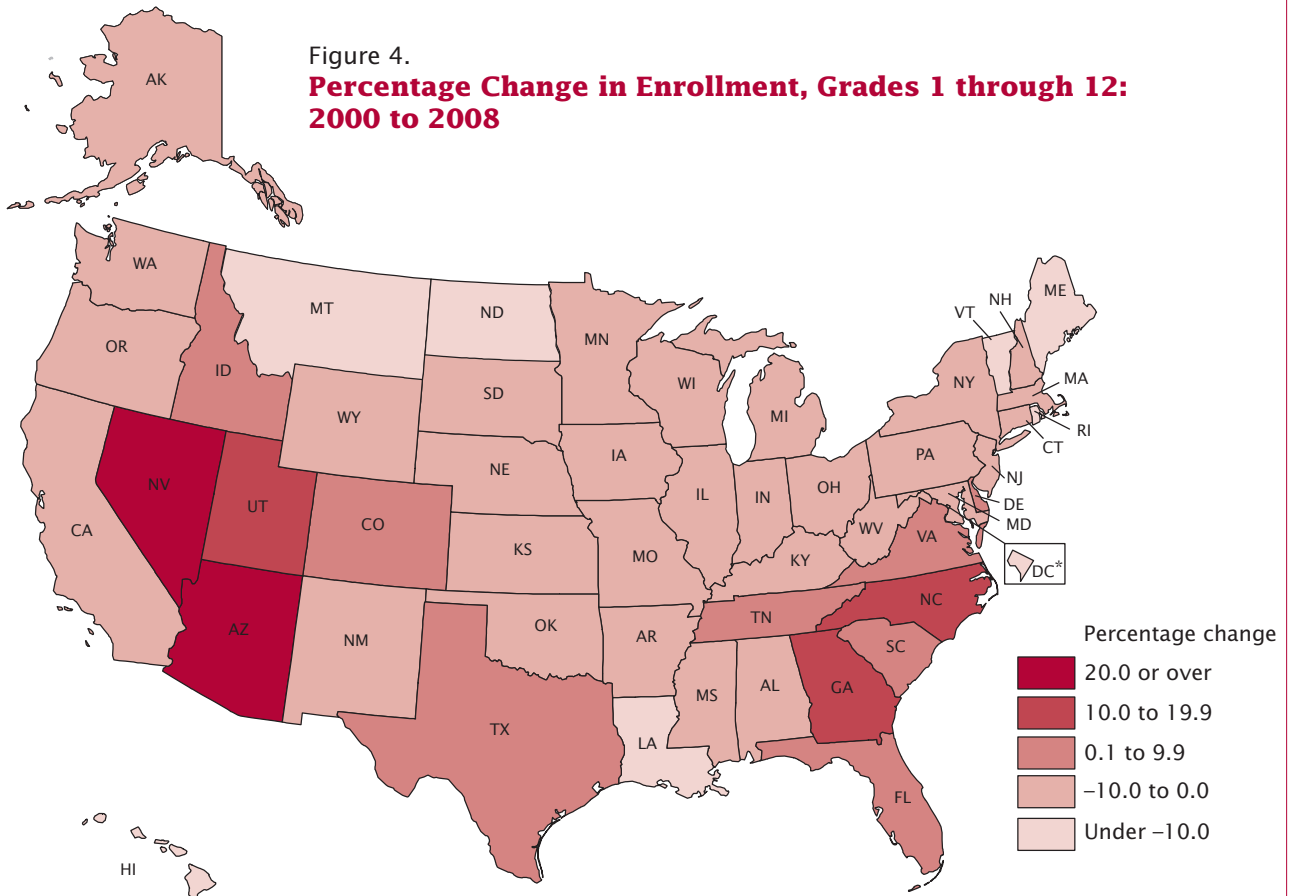 Figure 4.
Percentage Change in Enrollment, Grades 1 through 12:
2000 to 2008
AK
WA
MT
ND
MN
VT
NH
ME
OR
ID
SD
WI
MI
NY
MA
WY
RI
CT
NV
UT
CO
NE
IA
IL
IN
OH
PA
NJ
DE
MD
CA
KS
MO
KY
WV
VA
DC*
AZ
NM
OK
AR
TN
NC
SC
MS
AL
GA
TX
LA
FL
HI
Percentage change
20.0 or over
10.0 to 19.9
0.1 to 9.9
–10.0 to 0.0
Under –10.0